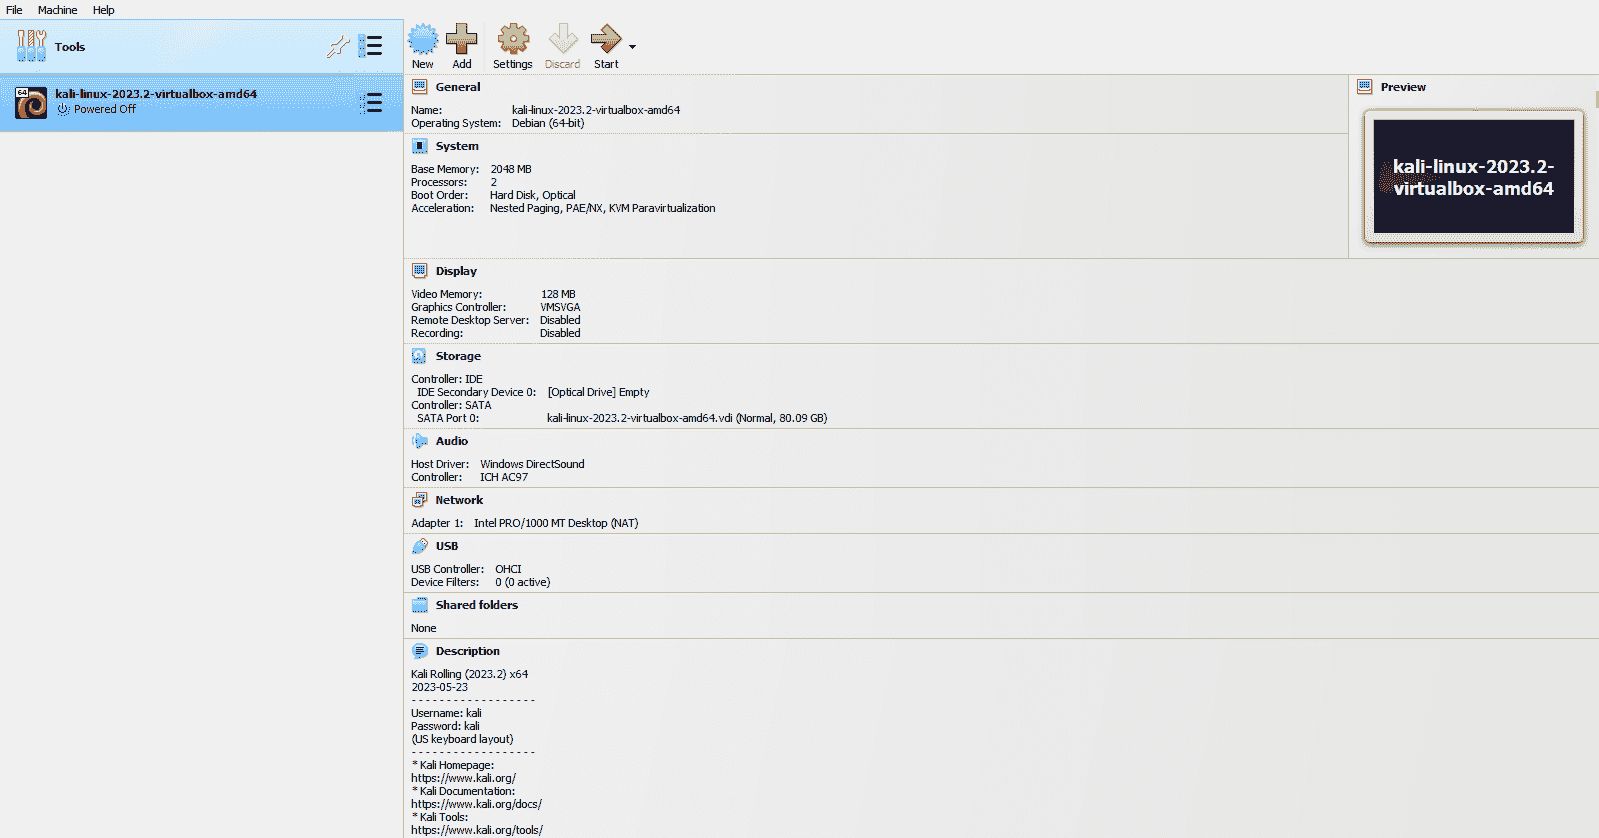 File Machine Help
Tools
64
kali-linux-2023.2-virtualbox-amd64
Powered Off
New Add Settings Discard Start
General
Name: kali-linux-2023.2-virtualbox-amd64
Operating System: Debian (64-bit)
System
Base Memory: 2048 MB
Processors: 2
Boot Order: Hard Disk, Optical
Acceleration: Nested Paging, PAE/NX, KVM Paravirtualization
Preview
kali-linux-2023.2-
virtualbox-amd64
Display
Video Memory: 128 MB
Graphics Controller: VMSVGA
Remote Desktop Server: Disabled
Recording: Disabled
Storage
Controller: IDE
IDE Secondary Device 0: [Optical Drive] Empty
Controller: SATA
SATA Port 0: kali-linux-2023.2-virtualbox-amd64.vdi (Normal, 80.09 GB)
Audio
Host Driver: Windows DirectSound
Controller: ICH AC97
Network
Adapter 1: Intel PRO/1000 MT Desktop (NAT)
USB
USB Controller: OHCI
Device Filters: 0 (0 active)
Shared folders
None
Description
Kali Rolling (2023.2) x64
2023-05-23
- - - - - - - - - - - - - - - - - -
Username: kali
Password: kali
(US keyboard layout)
- - - - - - - - - - - - - - - - - -
* Kali Homepage:
https://www.kali.org/
* Kali Documentation:
https://www.kali.org/docs/
* Kali Tools:
https://www.kali.org/tools/